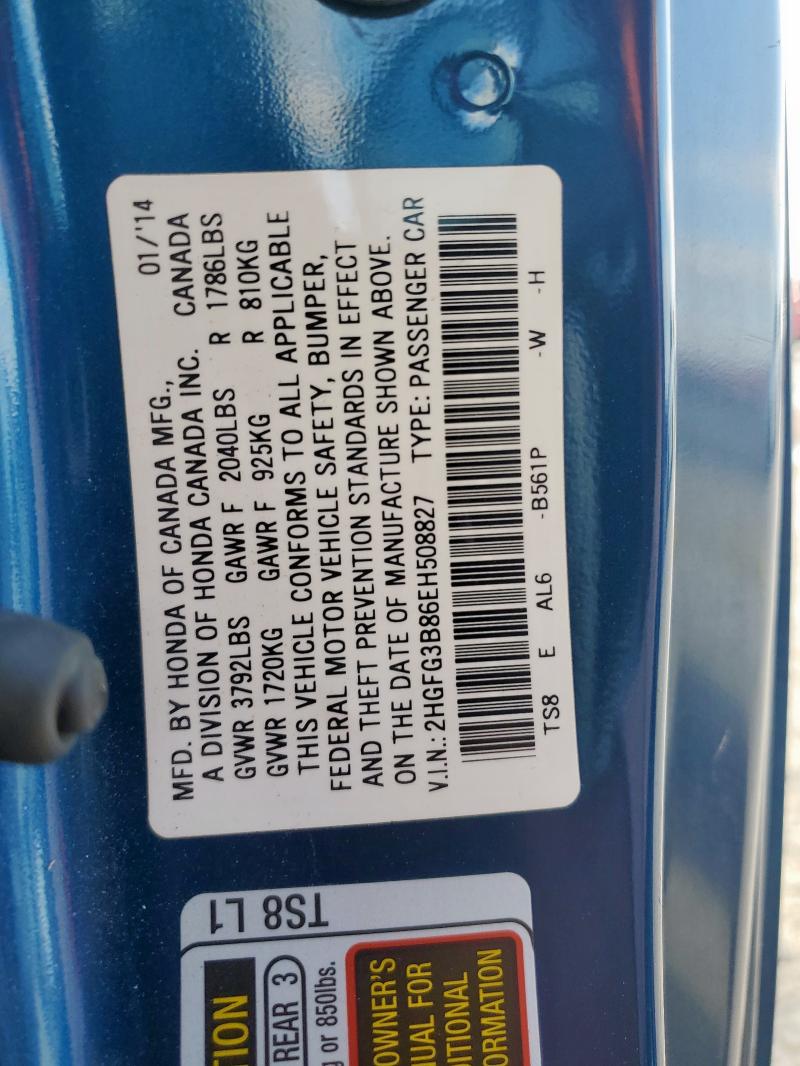 MFD. BY HONDA OF CANADA MFG., 01/'14
A DIVISION OF HONDA CANADA INC. CANADA
GVWR 3792LBS GAWR F 2040LBS R 1786LBS
GVWR 1720KG GAWR F 925KG R 810KG
THIS VEHICLE CONFORMS TO ALL APPLICABLE
FEDERAL MOTOR VEHICLE SAFETY, BUMPER,
AND THEFT PREVENTION STANDARDS IN EFFECT
ON THE DATE OF MANUFACTURE SHOWN ABOVE.
V.I.N.: 2HGFG3B86EH508827 TYPE: PASSENGER CAR
TS8 E AL6 -B561P -W -H
TS8 L1
TION
REAR 3
or 850lbs.
OWNER'S
UAL FOR
ITIONAL
ORMATION